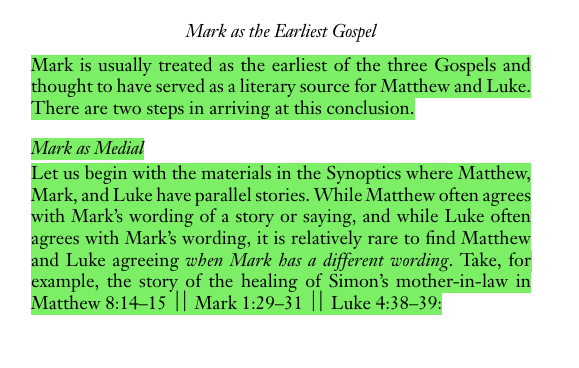 Mark as the Earliest Gospel
Mark is usually treated as the earliest of the three Gospels and
thought to have served as a literary source for Matthew and Luke.
There are two steps in arriving at this conclusion.
Mark as Medial
Let us begin with the materials in the Synoptics where Matthew,
Mark, and Luke have parallel stories. While Matthew often agrees
with Mark’s wording of a story or saying, and while Luke often
agrees with Mark’s wording, it is relatively rare to find Matthew
and Luke agreeing when Mark has a different wording. Take, for
example, the story of the healing of Simon’s mother-in-law in
Matthew 8:14–15 || Mark 1:29–31 || Luke 4:38–39: